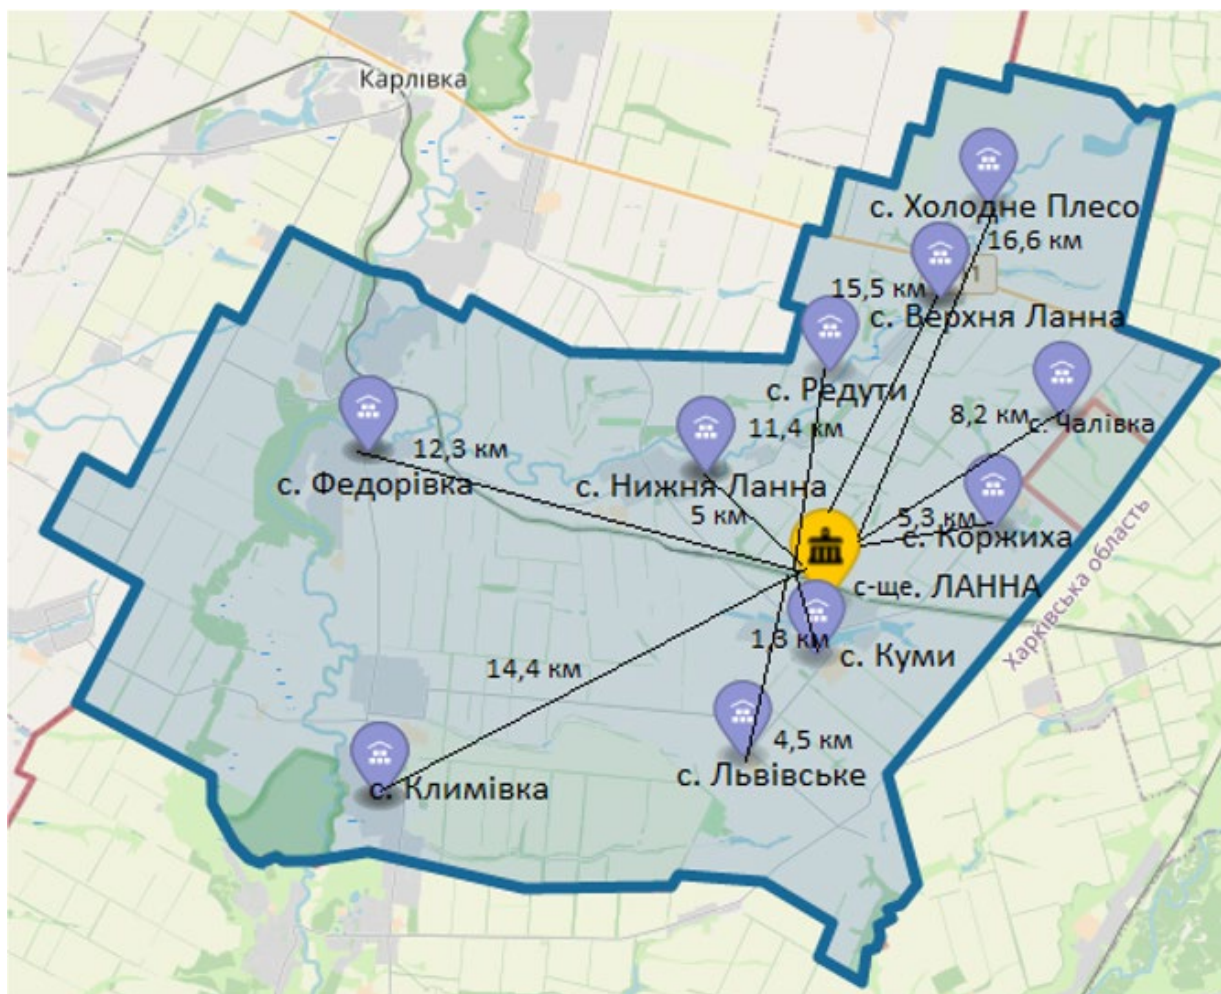 Карлівка
с. Холодне Плесо
16,6 км
15,5 км
с. Верхня Ланна
с. Редути
8,2 км
с. Чалівка
11,4 км
12,3 км
с. Федорівка
с. Нижня Ланна
5 км
5,3 км
с. Коржиха
с-ще. ЛАННА
Харківська область
1,3 км
с. Куми
14,4 км
4,5 км
с. Львівське
с. Климівка